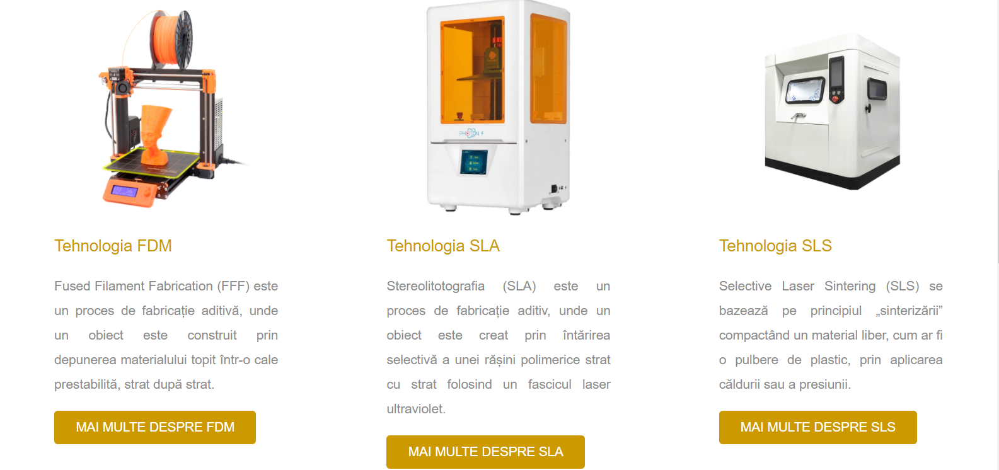 PHOTON
Tehnologia FDM
Fused Filament Fabrication (FFF) este
un proces de fabricație aditivă, unde
un obiect este construit prin
depunerea materialului topit într-o cale
prestabilită, strat după strat.
MAI MULTE DESPRE FDM
Tehnologia SLA
Stereolitotografia (SLA) este un
proces de fabricație aditiv, unde un
obiect este creat prin întărirea
selectivă a unei rășini polimerice strat
cu strat folosind un fascicul laser
ultraviolet.
MAI MULTE DESPRE SLA
Tehnologia SLS
Selective Laser Sintering (SLS) se
bazează pe principiul „sinterizării”
compactând un material liber, cum ar fi
o pulbere de plastic, prin aplicarea
căldurii sau a presiunii.
MAI MULTE DESPRE SLS